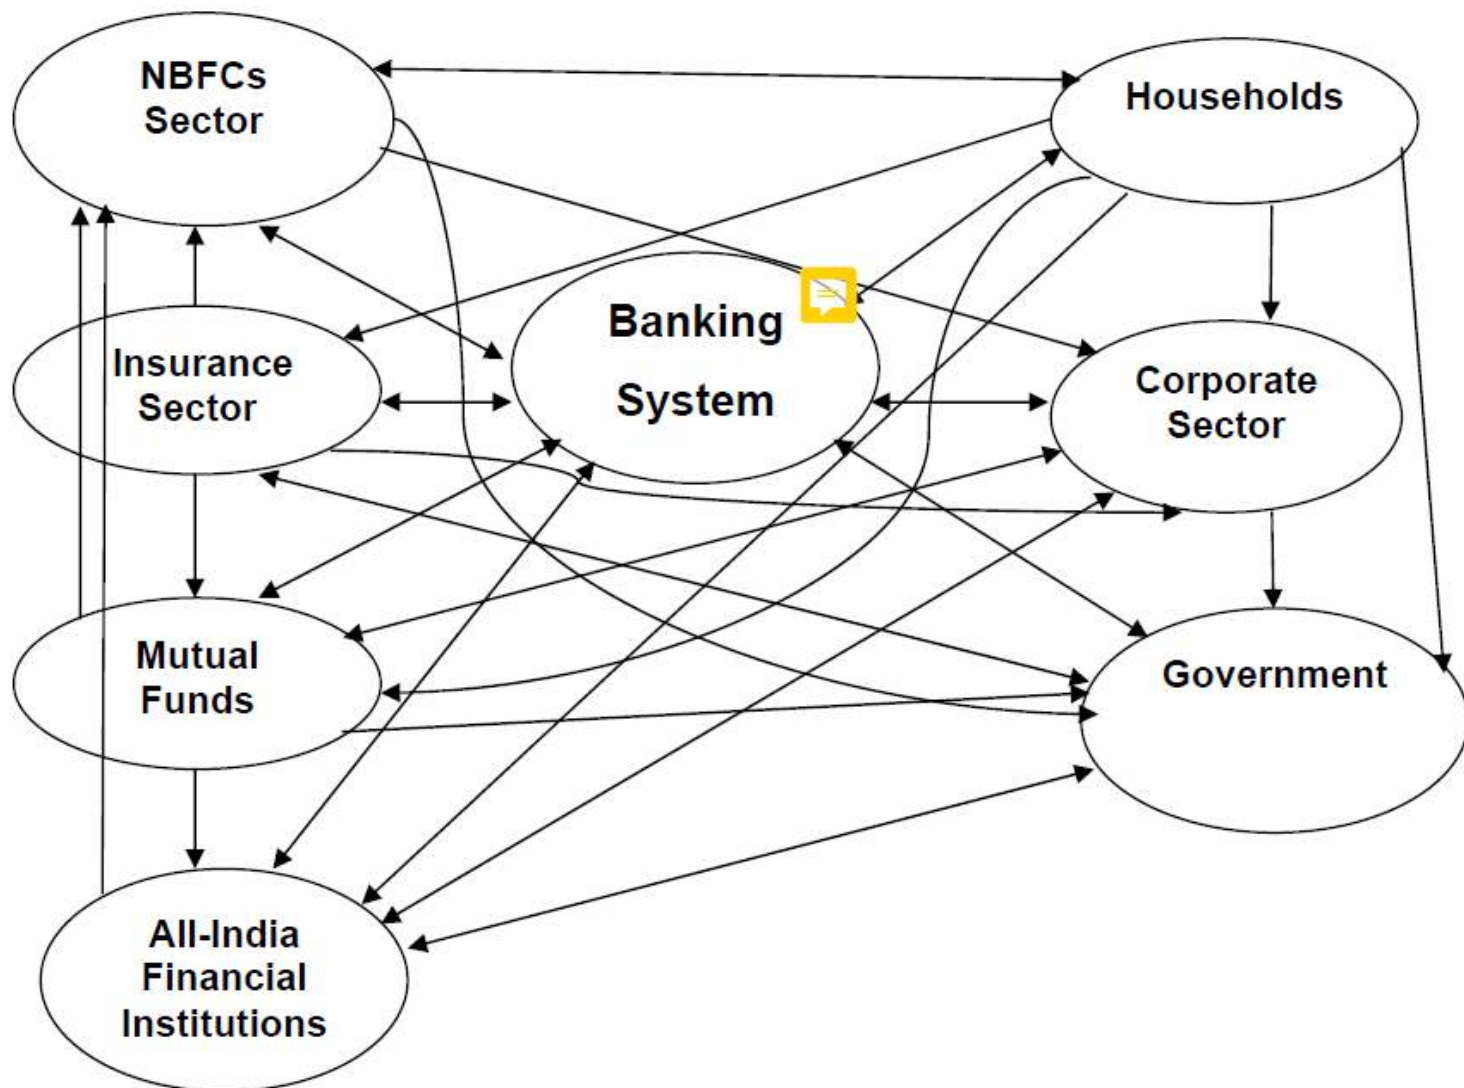 NBFCs
Sector
Households
Banking
System
Insurance
Sector
Corporate
Sector
Mutual
Funds
Government
All-India
Financial
Institutions